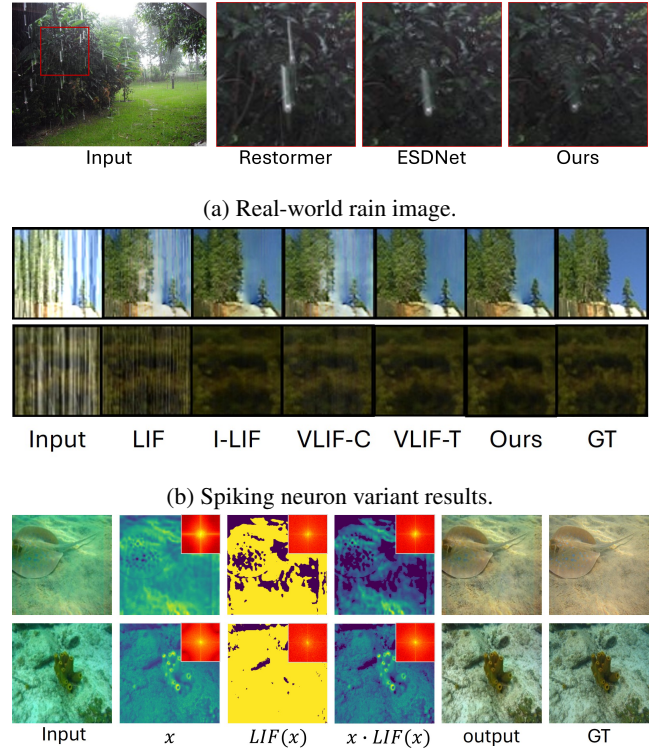 Input Restormer ESDNet Ours
(a) Real-world rain image.
Input LIF I-LIF VLIF-C VLIF-T Ours GT
(b) Spiking neuron variant results.
Input x LIF(x) x · LIF(x) output GT